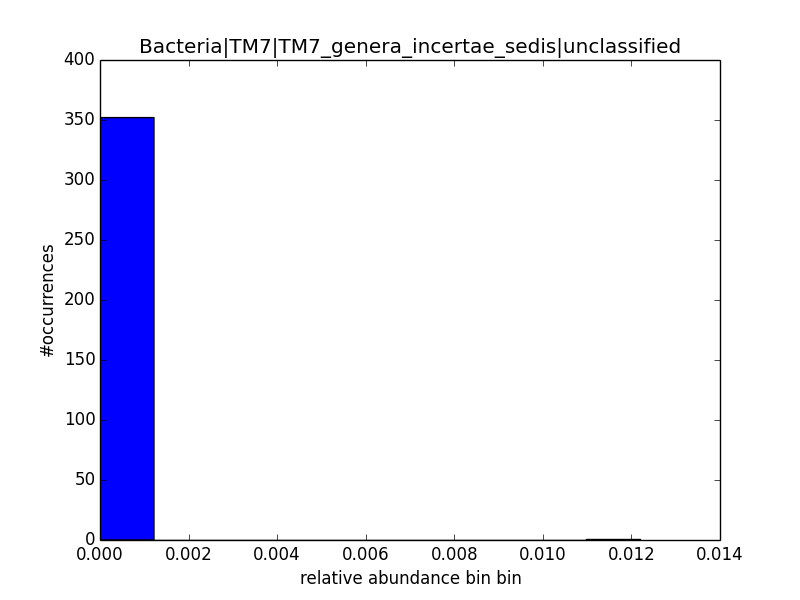 Bacteria|TM7|TM7_genera_incertae_sedis|unclassified
400
350
300
250
200
150
100
50
0
#occurrences
0.000 0.002 0.004 0.006 0.008 0.010 0.012 0.014
relative abundance bin bin